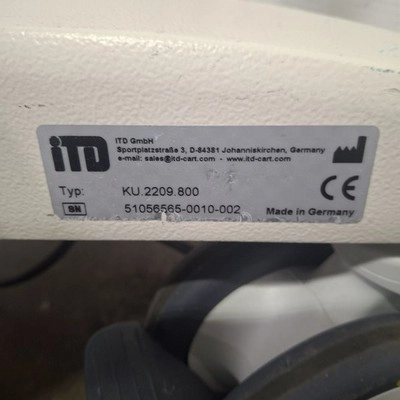 iTD
ITD GmbH
Sportplatzstraße 3, D-84381 Johanniskirchen, Germany
e-mail: sales@itd-cart.com - www.itd-cart.com
Typ: KU.2209.800
SN 51056565-0010-002
CE
Made in Germany